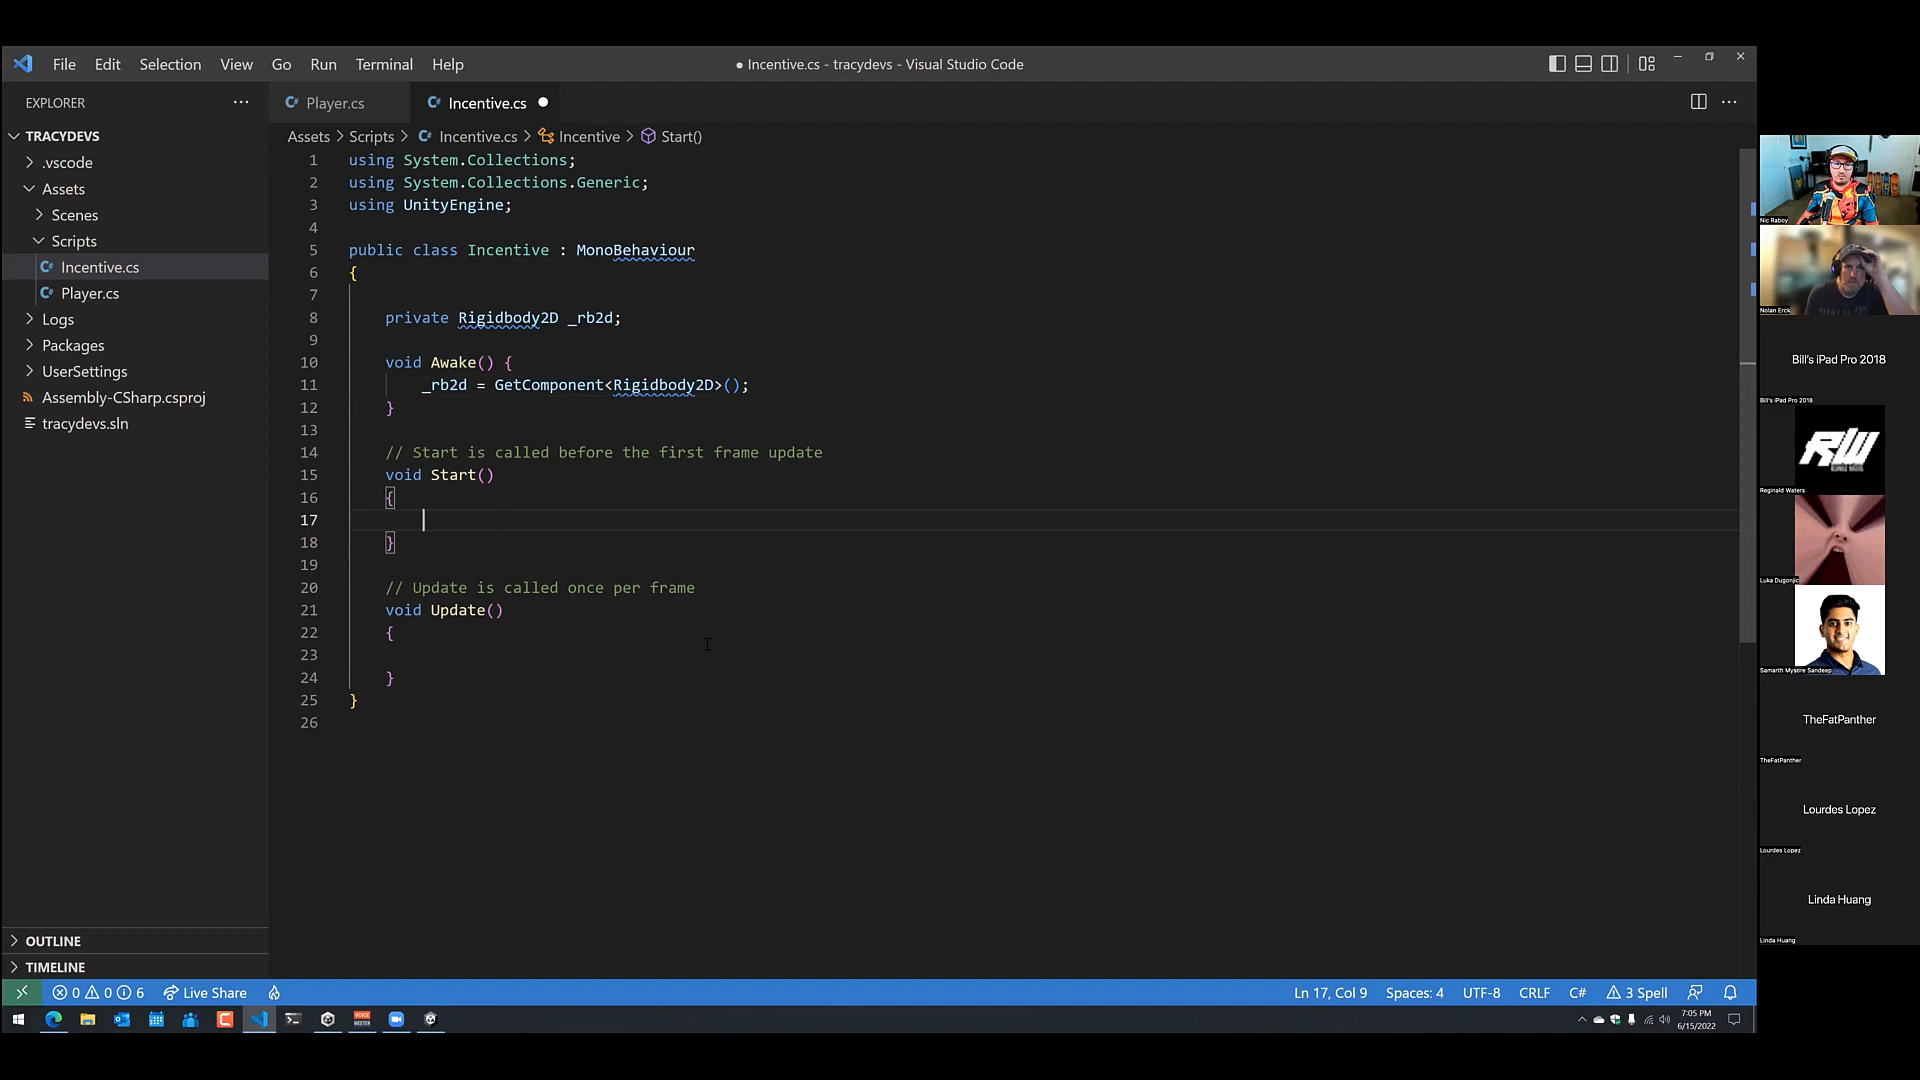 File Edit Selection View Go Run Terminal Help
● Incentive.cs - tracydevs - Visual Studio Code
EXPLORER
TRACYDEVS
.vscode
Assets
Scenes
Scripts
Incentive.cs
Player.cs
Logs
Packages
UserSettings
Assembly-CSharp.csproj
tracydevs.sln
OUTLINE
TIMELINE
Player.cs
Incentive.cs
Assets > Scripts > Incentive.cs > Incentive > Start()
1 using System.Collections;
2 using System.Collections.Generic;
3 using UnityEngine;
4
5 public class Incentive : MonoBehaviour
6 {
7
8 private Rigidbody2D _rb2d;
9
10 void Awake() {
11 _rb2d = GetComponent<Rigidbody2D>();
12 }
13
14 // Start is called before the first frame update
15 void Start()
16 {
17
18 }
19
20 // Update is called once per frame
21 void Update()
22 {
23
24 }
25 }
26
0 0 6 Live Share
Ln 17, Col 9 Spaces: 4 UTF-8 CRLF C# 3 Spell
VOICE MEETER
7:05 PM
6/15/2022
Nic Raboy
Nolan Erck
Bill's iPad Pro 2018
Bill's iPad Pro 2018
RW
Reginald Waters
Luka Dugonjic
Samarth Mysore Sandeep
TheFatPanther
TheFatPanther
Lourdes Lopez
Lourdes Lopez
Linda Huang
Linda Huang